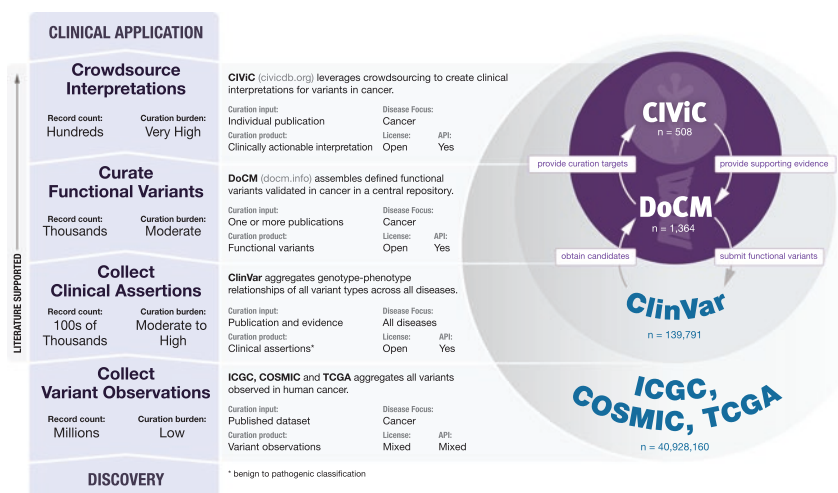 CLINICAL APPLICATION
Crowdsource
Interpretations
Record count:
Hundreds
Curation burden:
Very High
CIViC (civicdb.org) leverages crowdsourcing to create clinical
interpretations for variants in cancer.
Curation input:
Individual publication
Disease Focus:
Cancer
Curation product:
Clinically actionable interpretation
License:
Open
API:
Yes
Curate
Functional Variants
Record count:
Thousands
Curation burden:
Moderate
DoCM (docm.info) assembles defined functional
variants validated in cancer in a central repository.
Curation input:
One or more publications
Disease Focus:
Cancer
Curation product:
Functional variants
License:
Open
API:
Yes
Collect
Clinical Assertions
Record count:
100s of
Thousands
Curation burden:
Moderate to
High
ClinVar aggregates genotype-phenotype
relationships of all variant types across all diseases.
Curation input:
Publication and evidence
Disease Focus:
All diseases
Curation product:
Clinical assertions*
License:
Open
API:
Yes
Collect
Variant Observations
Record count:
Millions
Curation burden:
Low
ICGC, COSMIC and TCGA aggregates all variants
observed in human cancer.
Curation input:
Published dataset
Disease Focus:
Cancer
Curation product:
Variant observations
License:
Mixed
API:
Mixed
DISCOVERY
* benign to pathogenic classification
LITERATURE SUPPORTED
CIViC
n = 508
provide curation targets
provide supporting evidence
DoCM
n = 1,364
obtain candidates
submit functional variants
ClinVar
n = 139,791
ICGC,
COSMIC, TCGA
n = 40,928,160